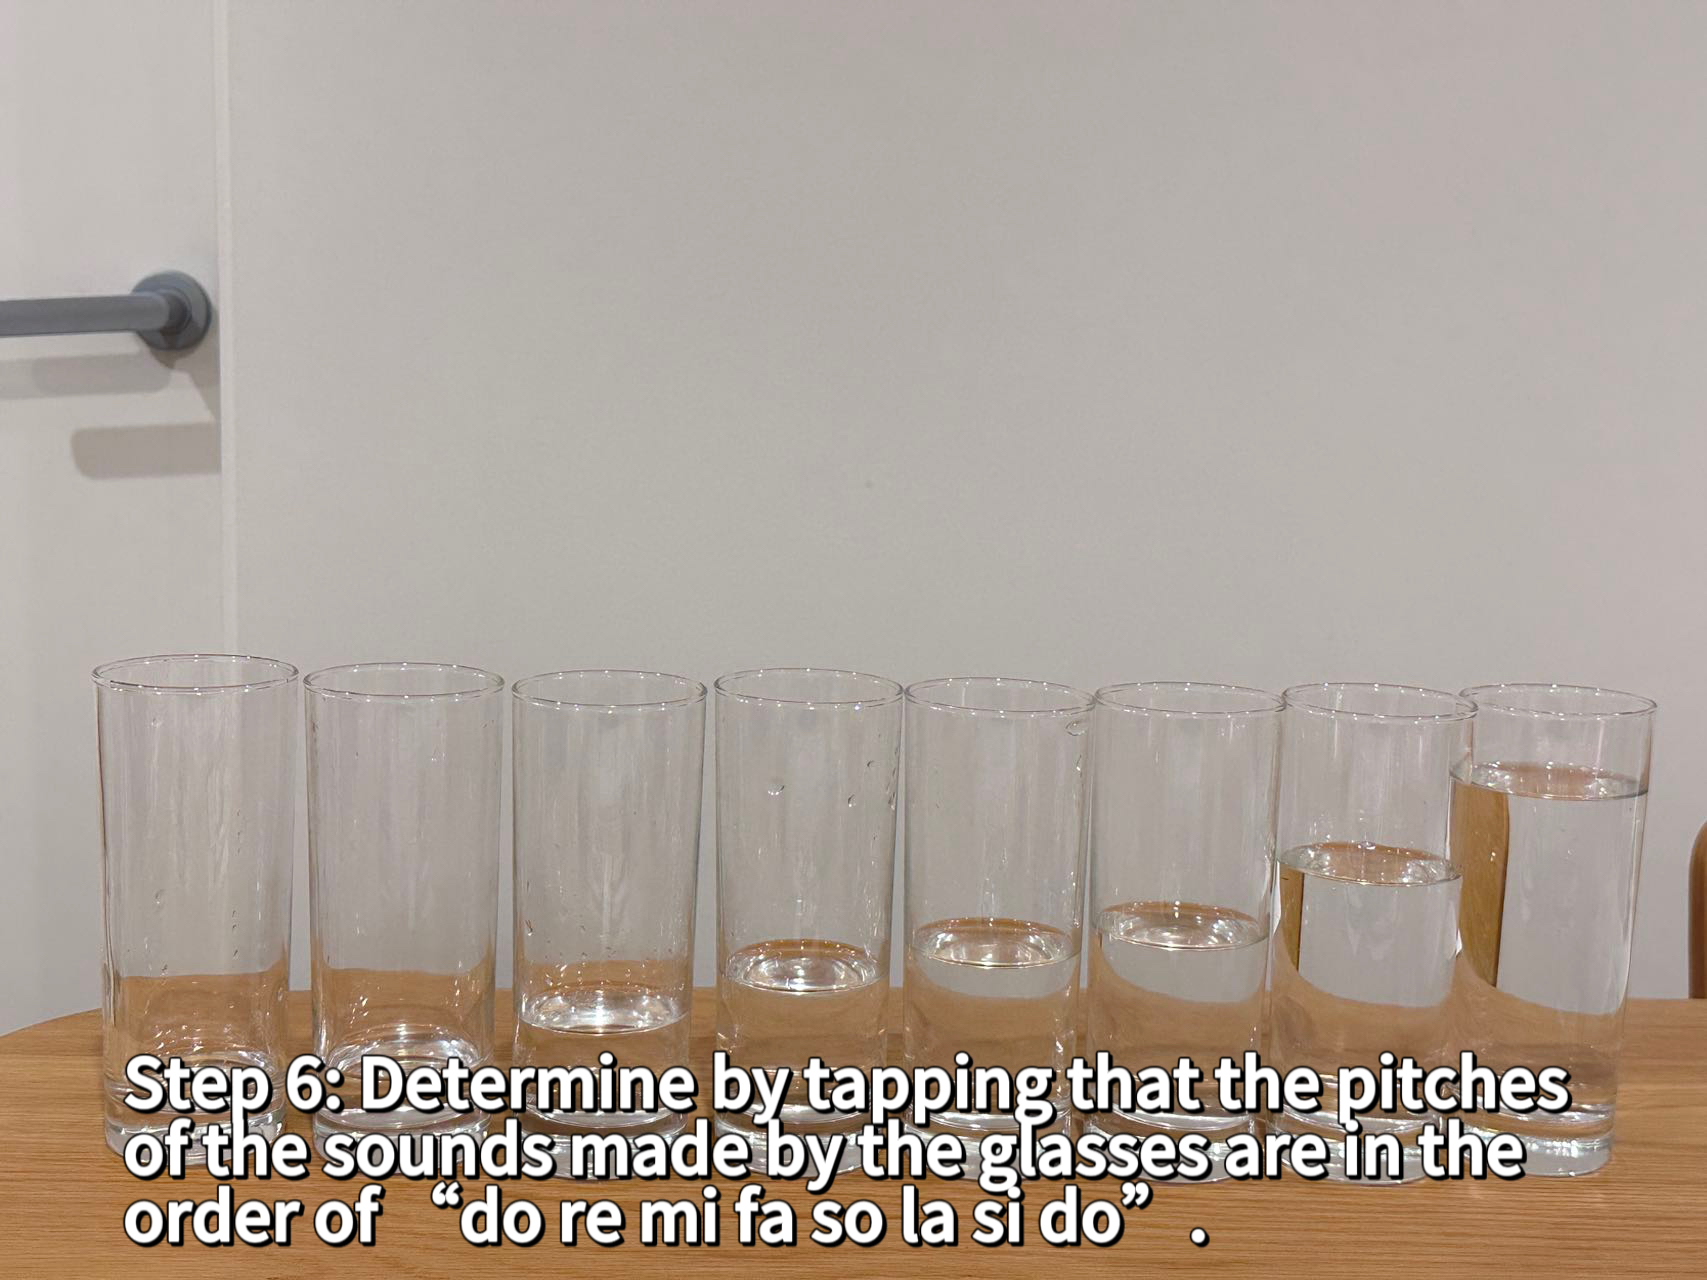 Step 6: Determine by tapping that the pitches
of the sounds made by the glasses are in the
order of “do re mi fa so la si do”.